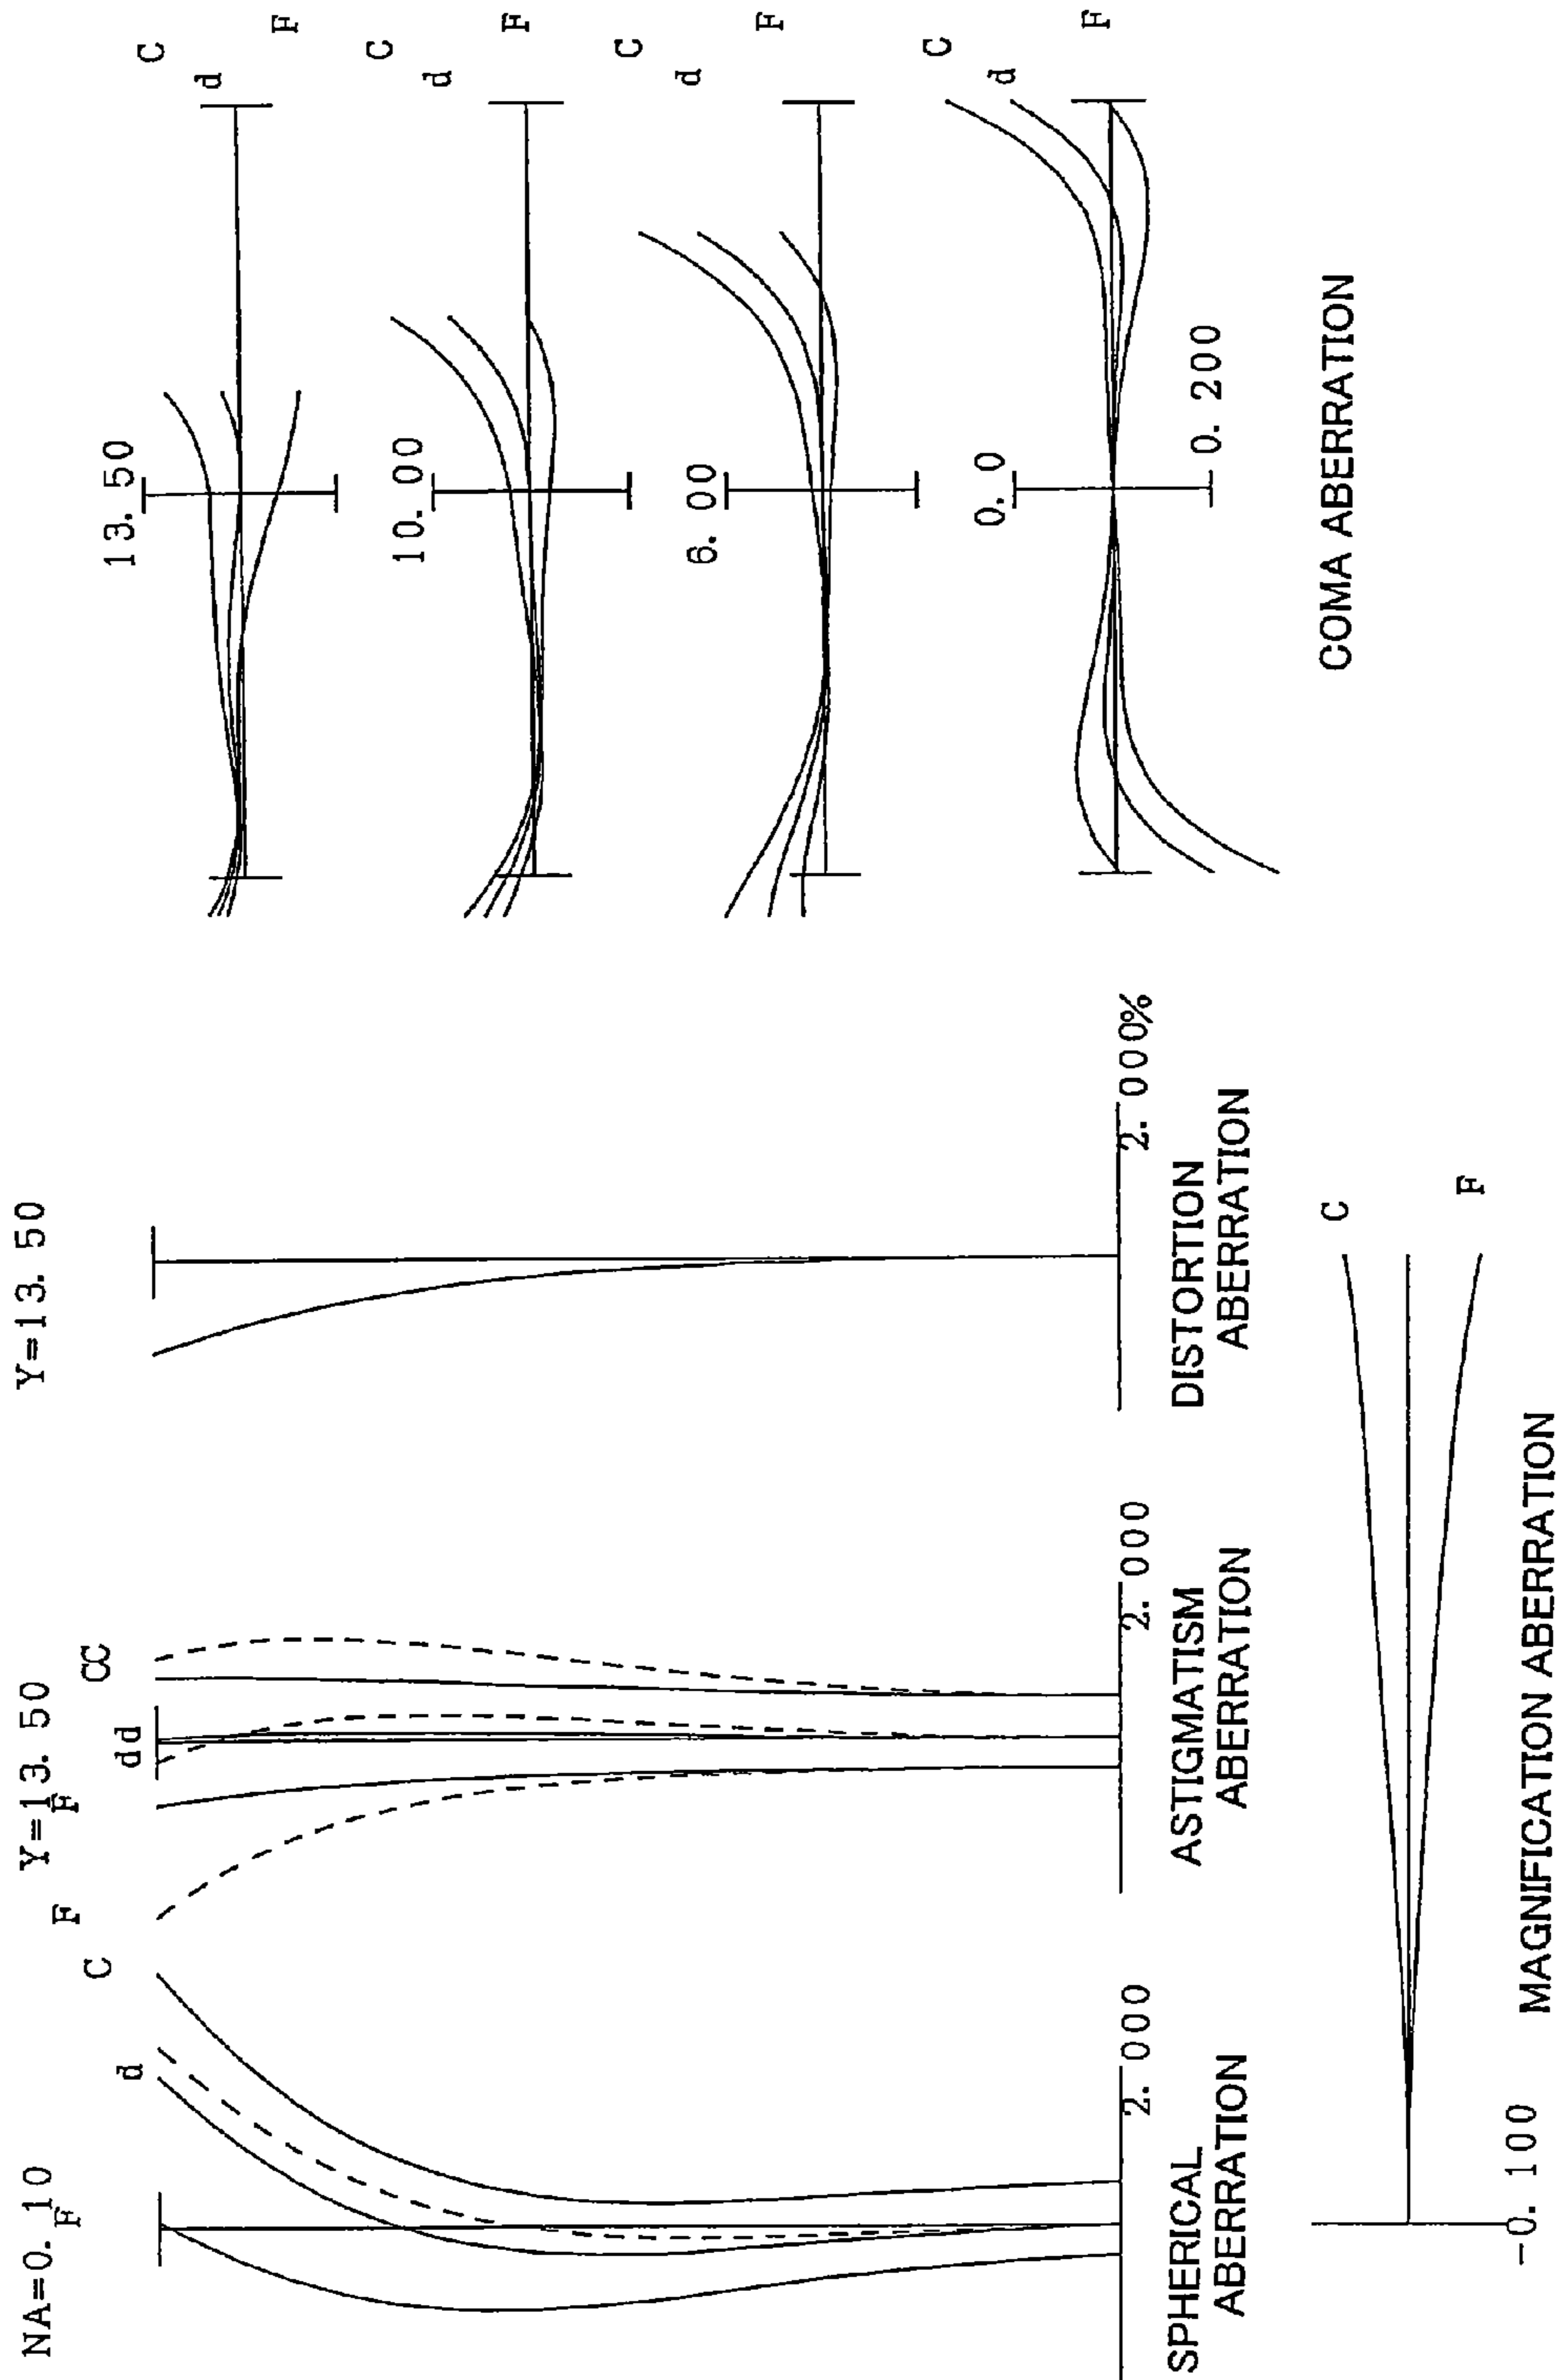 NA=0. 10
F
d
C
2. 000
SPHERICAL
ABERRATION
Y=13. 50
F
F
dd
CC
2. 000
ASTIGMATISM
ABERRATION
Y=13. 50
2. 000%
DISTORTION
ABERRATION
13. 50
C
d
F
10. 00
C
d
F
6. 00
C
d
F
0. 0
C
d
F
0. 200
COMA ABERRATION
-0. 100
C
F
MAGNIFICATION ABERRATION